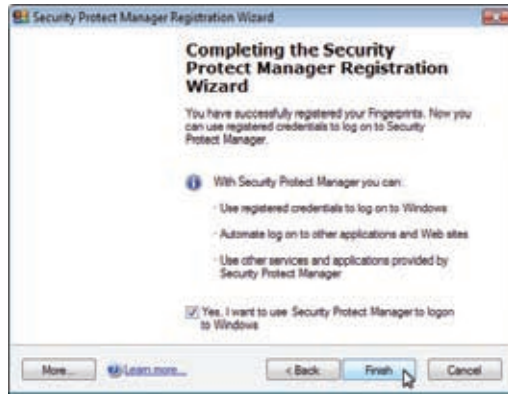 Security Protect Manager Registration Wizard
Completing the Security
Protect Manager Registration
Wizard
You have successfully registered your Fingerprints. Now you
can use registered credentials to log on to Security
Protect Manager.
With Security Protect Manager you can:
· Use registered credentials to log on to Windows
· Automate log on to other applications and Web sites
· Use other services and applications provided by
Security Protect Manager
Yes, I want to use Security Protect Manager to logon
to Windows
More... Learn more... < Back Finish Cancel